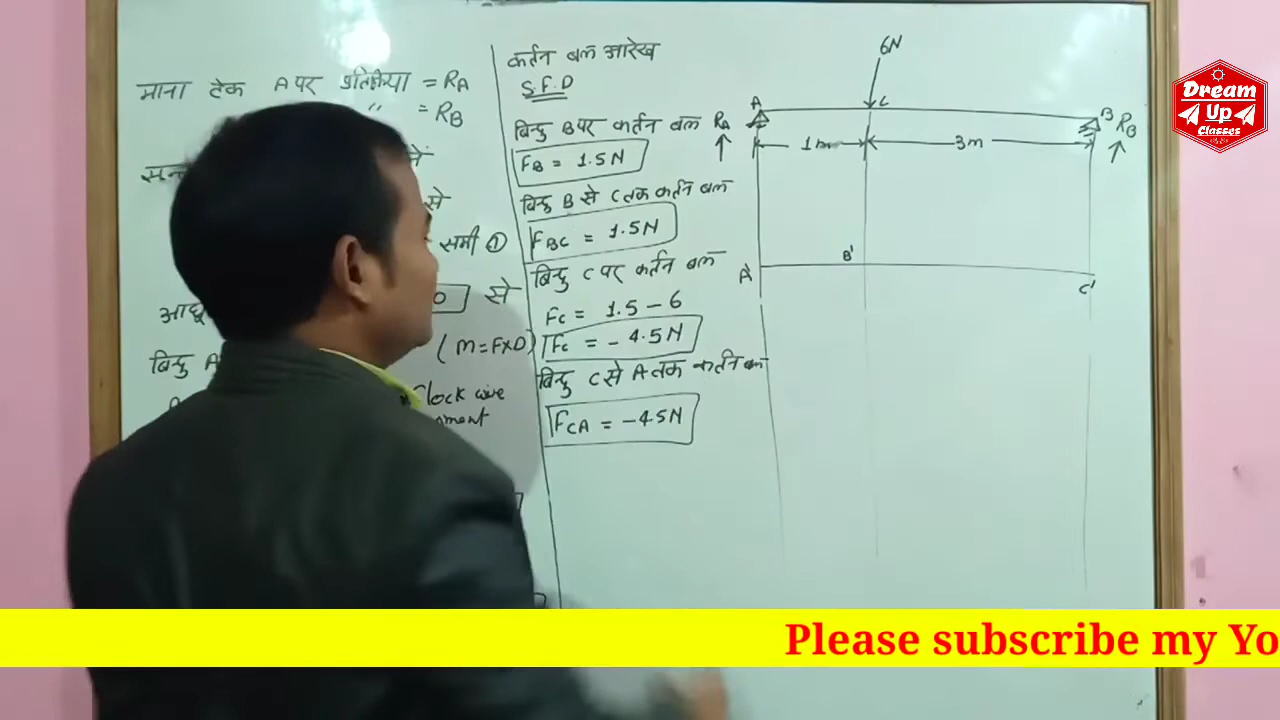 माना टेक A पर प्रतिक्रिया = RA
" = RB
से
समी ①
से
बिन्दु A
(M=F×D)
Clock wise
कर्तन बल आरेख
S.F.D
बिन्दु B पर कर्तन बल
FB = 1.5N
बिन्दु B से C तक कर्तन बल
FBC = 1.5N
बिन्दु C पर कर्तन बल
Fc = 1.5 - 6
Fc = - 4.5N
बिन्दु C से A तक कर्तन बल
FCA = -4.5N
6N
A C B
RA RB
1m 3m
A' B' C'
Dream
Up
Classes
Please subscribe my Yo